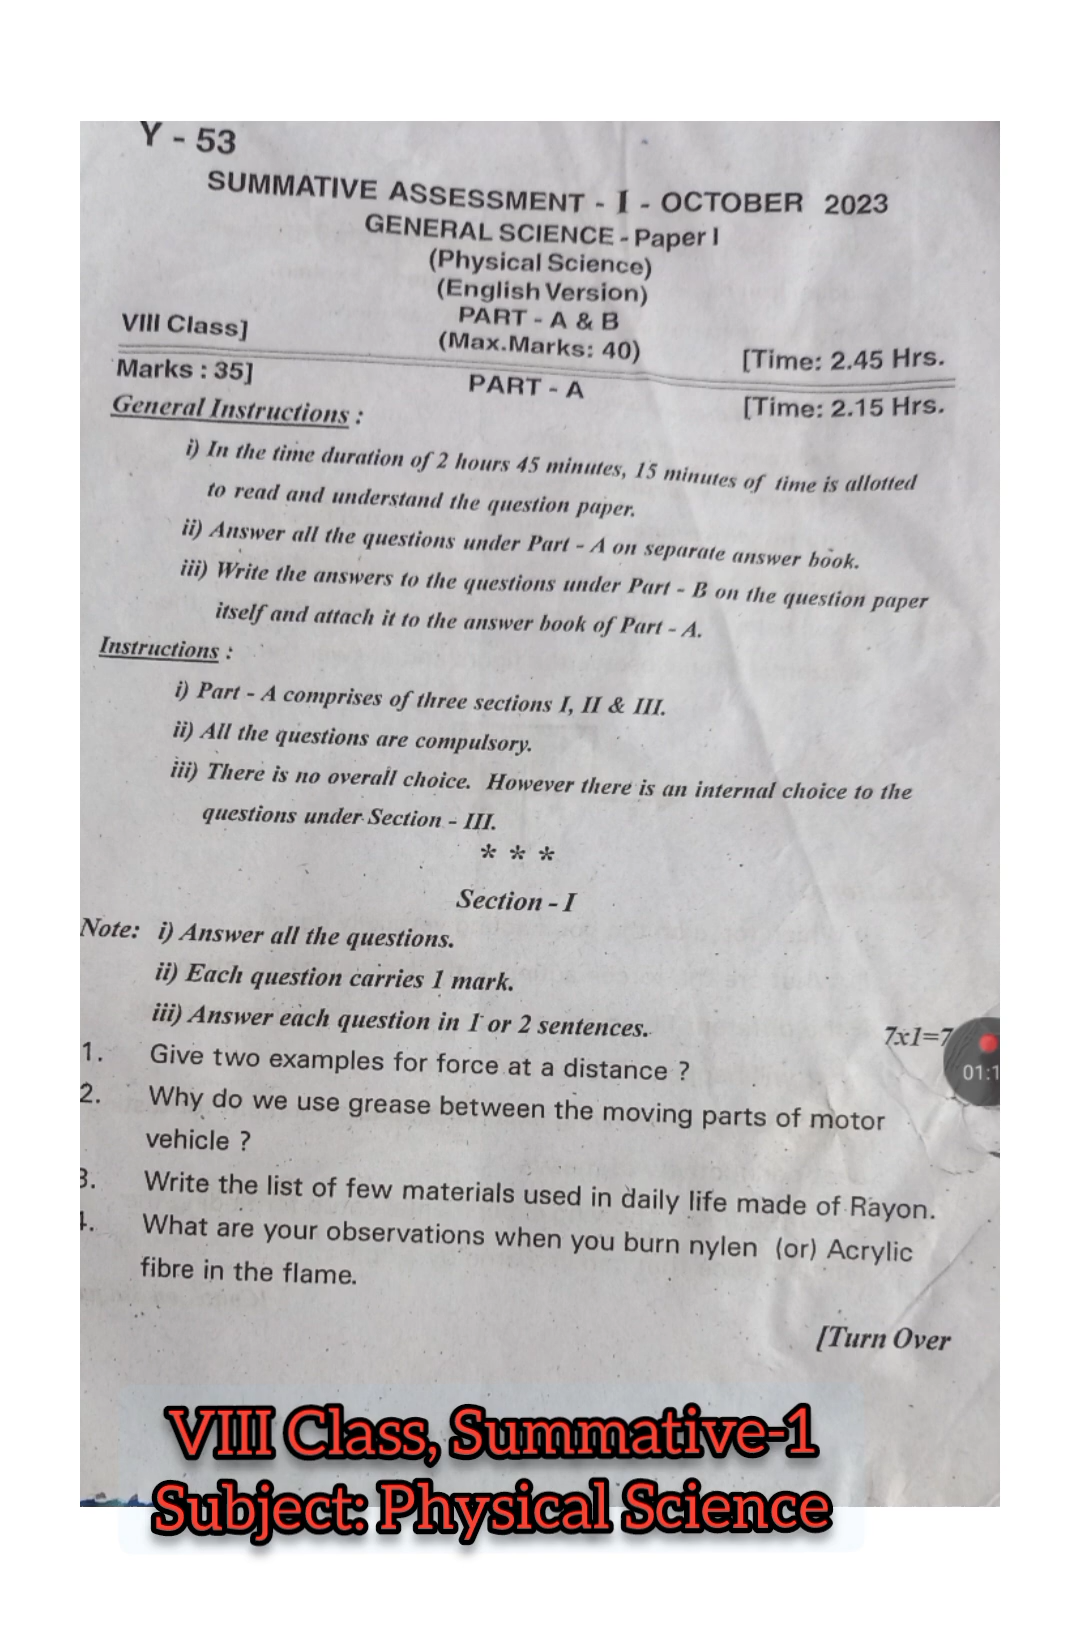 Y - 53
SUMMATIVE ASSESSMENT - I - OCTOBER 2023
GENERAL SCIENCE - Paper I
(Physical Science)
(English Version)
VIII Class] PART - A & B
(Max.Marks: 40) [Time: 2.45 Hrs.
Marks : 35] PART - A [Time: 2.15 Hrs.
General Instructions :
i) In the time duration of 2 hours 45 minutes, 15 minutes of time is allotted
to read and understand the question paper.
ii) Answer all the questions under Part - A on separate answer book.
iii) Write the answers to the questions under Part - B on the question paper
itself and attach it to the answer book of Part - A.
Instructions :
i) Part - A comprises of three sections I, II & III.
ii) All the questions are compulsory.
iii) There is no overall choice. However there is an internal choice to the
questions under Section - III.
* * *
Section - I
Note: i) Answer all the questions.
ii) Each question carries 1 mark.
iii) Answer each question in 1 or 2 sentences. 7x1=7
01:1
1. Give two examples for force at a distance ?
2. Why do we use grease between the moving parts of motor
vehicle ?
3. Write the list of few materials used in daily life made of Rayon.
4. What are your observations when you burn nylen (or) Acrylic
fibre in the flame.
[Turn Over
VIII Class, Summative-1
Subject: Physical Science